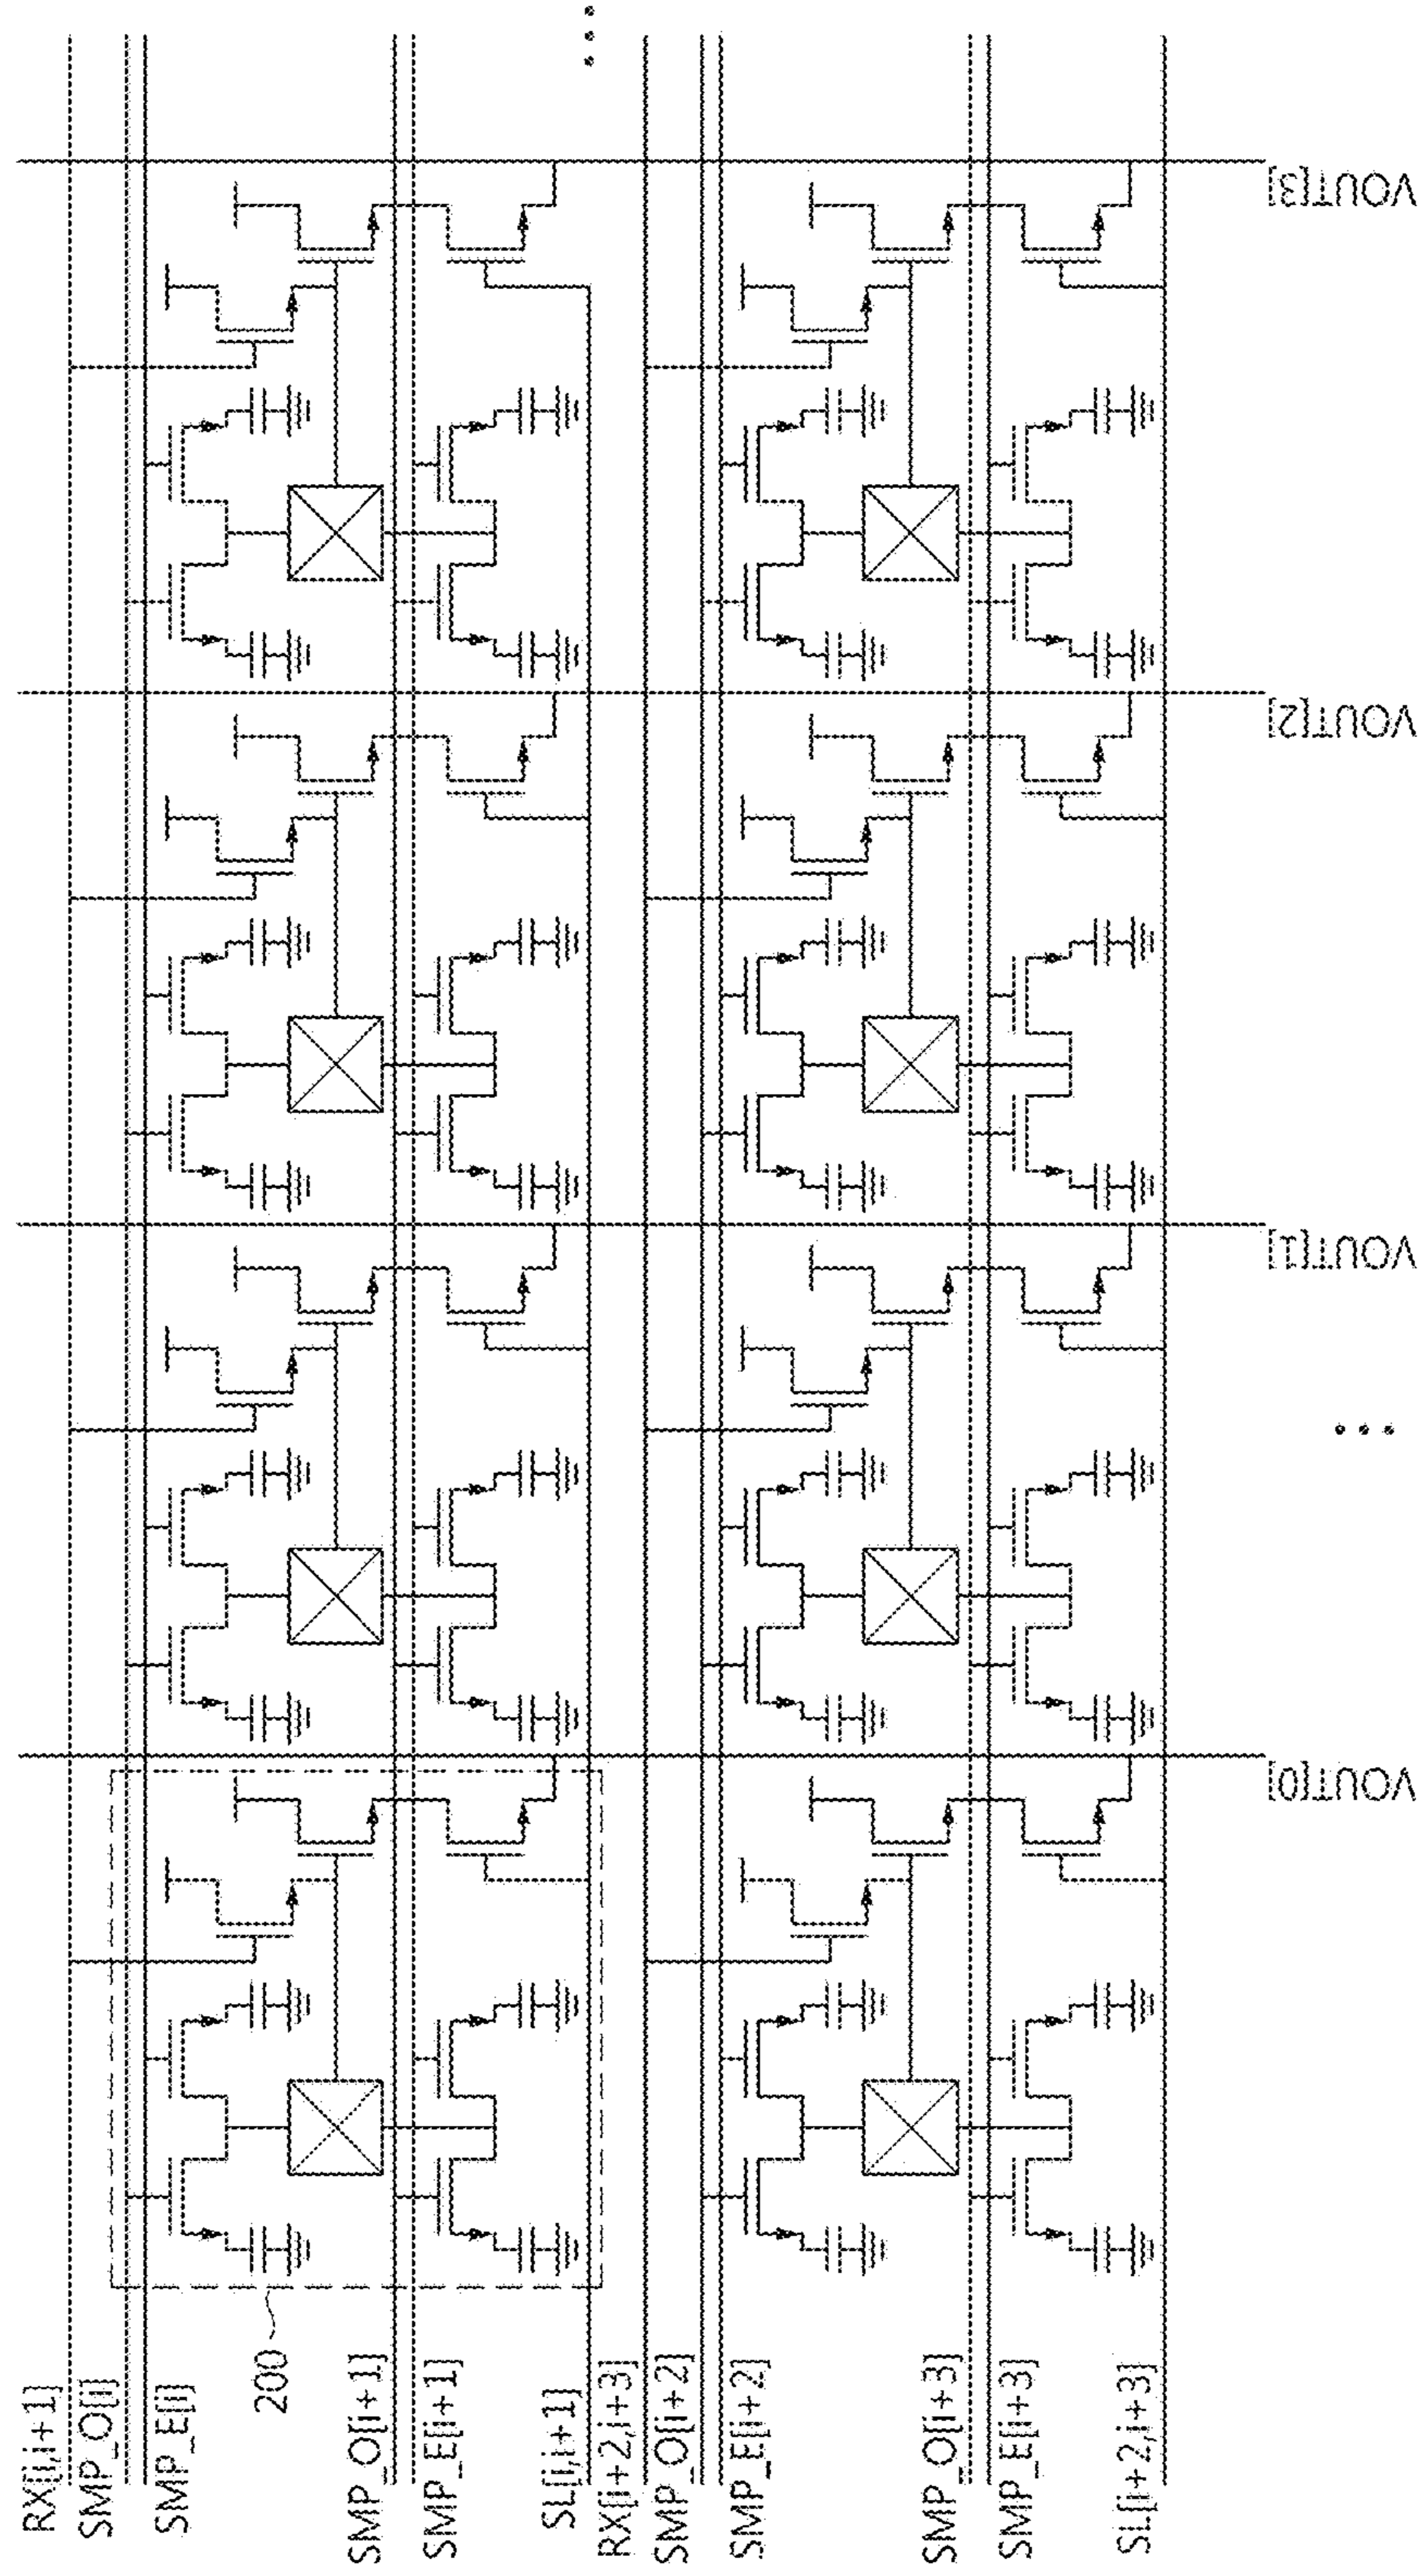 RX[i,i+1]
SMP_O[i]
SMP_E[i]
200
SMP_O[i+1]
SMP_E[i+1]
SL[i,i+1]
RX[i+2,i+3]
SMP_O[i+2]
SMP_E[i+2]
SMP_O[i+3]
SMP_E[i+3]
SL[i+2,i+3]
VOUT[0]
VOUT[1]
VOUT[2]
VOUT[3]